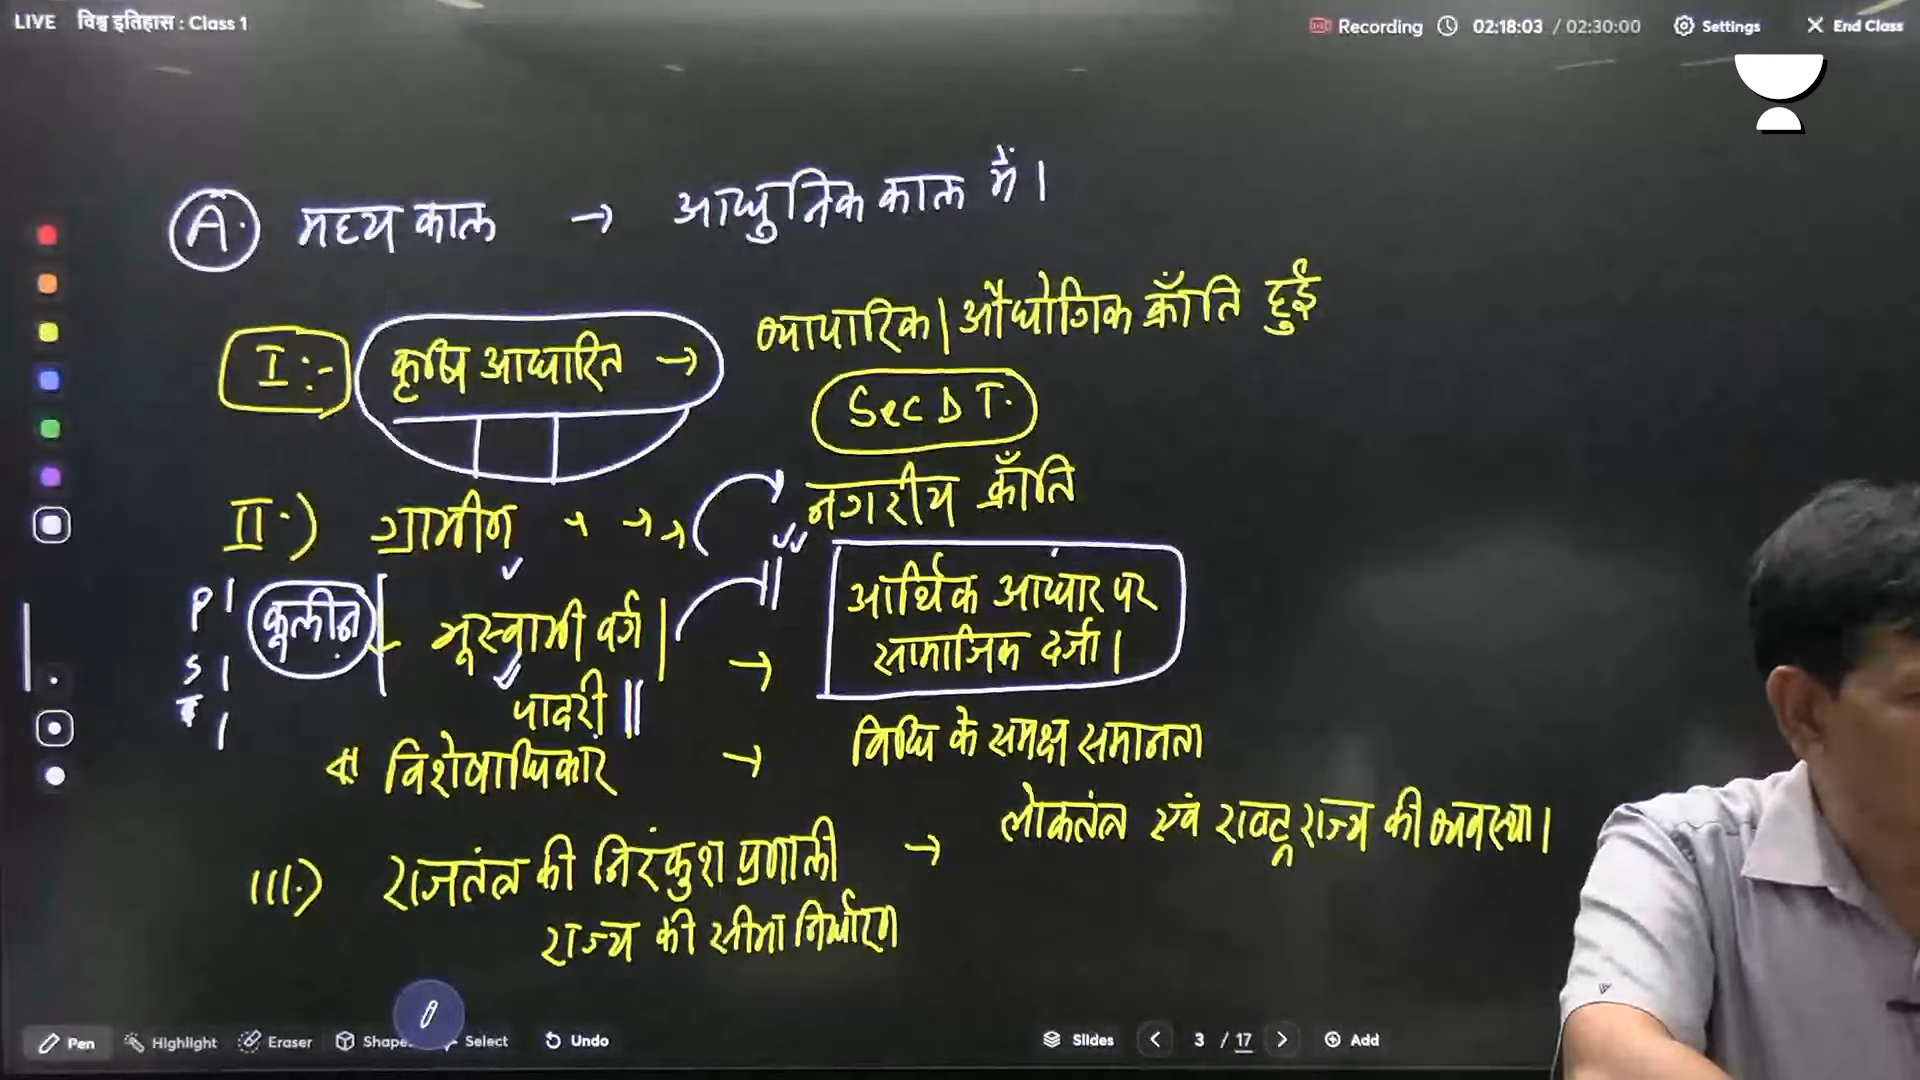 LIVE विश्व इतिहास : Class 1
Recording 02:18:03 / 02:30:00 Settings End Class
A. मध्य काल → आधुनिक काल में।
I:- कृषि आधारित → व्यापारिक। औद्योगिक क्राँति हुई
Sec D T.
II.) ग्रामीण → → → नगरीय क्राँति
P। कूलीन भूस्वामी वर्ग । → आर्थिक आधार पर
S। सामाजिक दर्जा।
पादरी ॥
विशेषाधिकार → विधि के समक्ष समानता
III.) राजतंत्र की निरंकुश प्रणाली → लोकतंत्र एवं राष्ट्र राज्य की व्यवस्था।
राज्य की सीमा निर्धारण
Pen Highlight Eraser Shape Select Undo Slides 3 / 17 Add